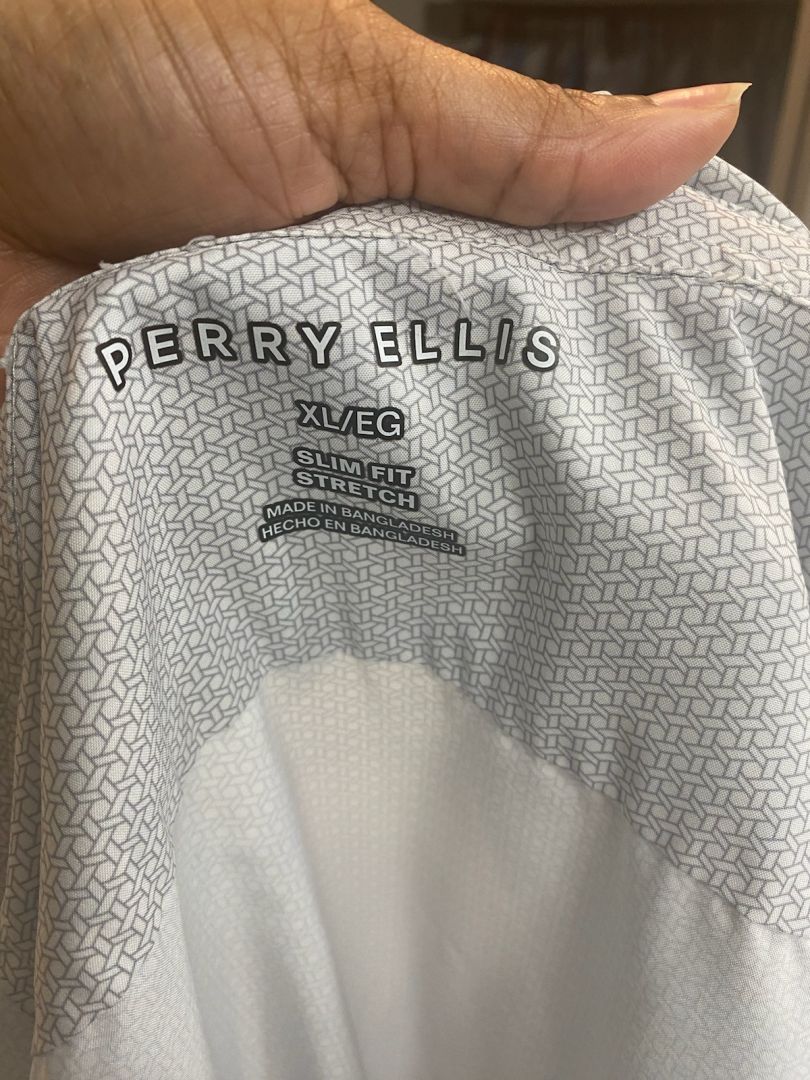 PERRY ELLIS
XL/EG
SLIM FIT
STRETCH
MADE IN BANGLADESH
HECHO EN BANGLADESH